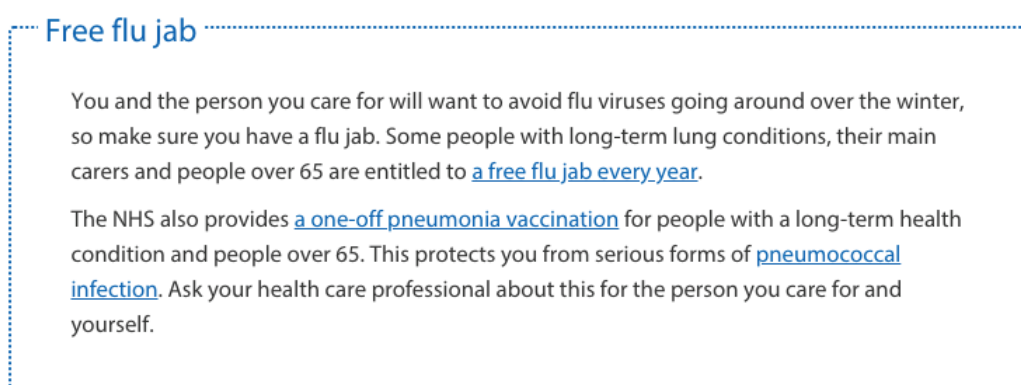 Free flu jab
You and the person you care for will want to avoid flu viruses going around over the winter,
so make sure you have a flu jab. Some people with long-term lung conditions, their main
carers and people over 65 are entitled to a free flu jab every year.
The NHS also provides a one-off pneumonia vaccination for people with a long-term health
condition and people over 65. This protects you from serious forms of pneumococcal
infection. Ask your health care professional about this for the person you care for and
yourself.